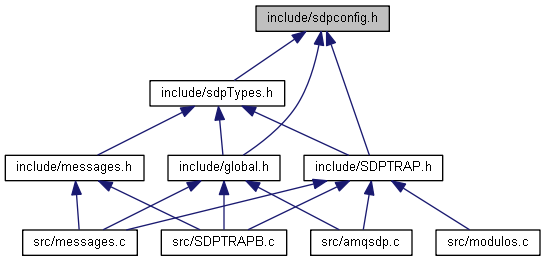 include/sdpconfig.h
include/sdpTypes.h
include/messages.h
include/global.h
include/SDPTRAP.h
src/messages.c
src/SDPTRAPB.c
src/amqsdp.c
src/modulos.c